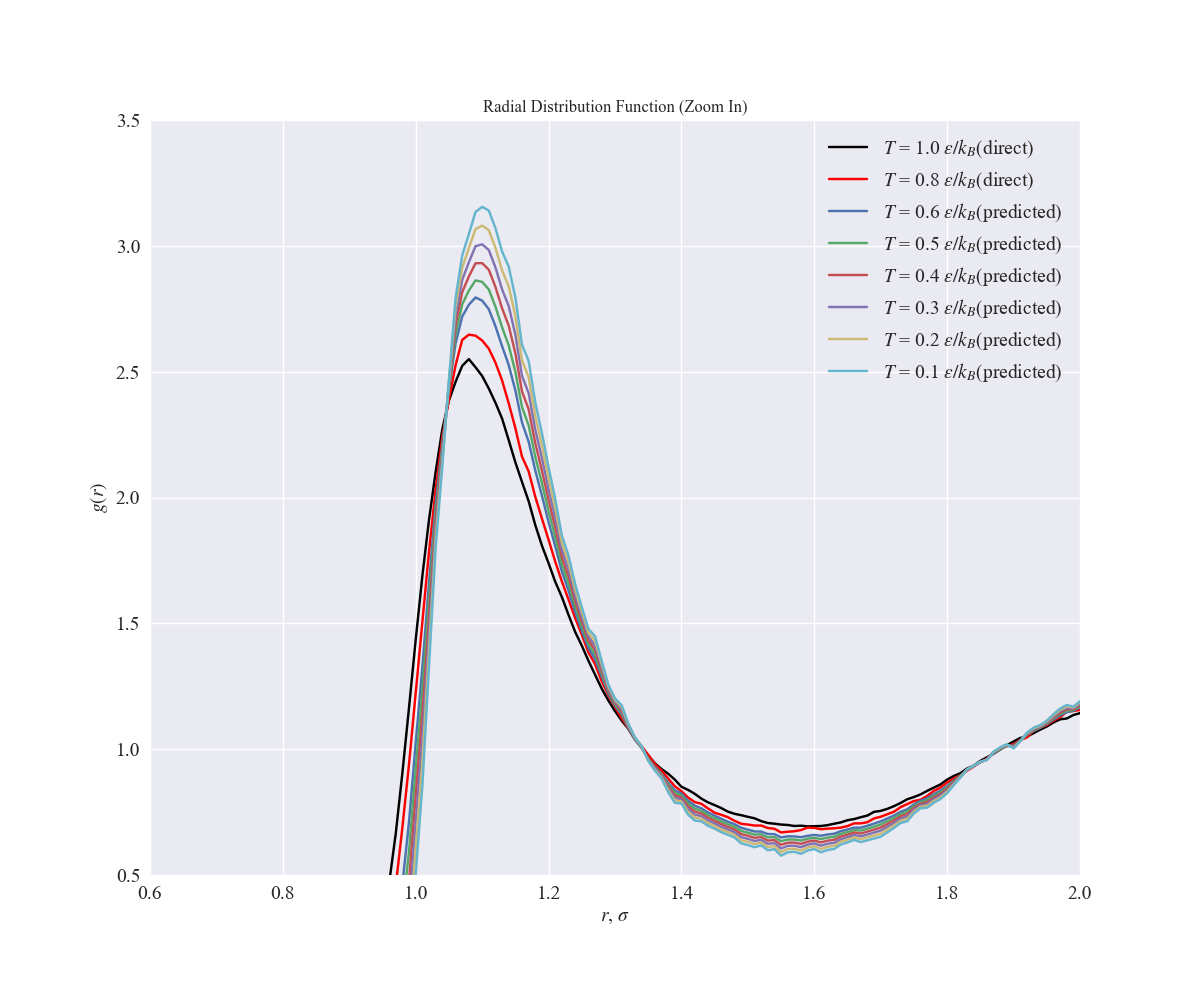 Radial Distribution Function (Zoom In)
3.5
3.0
2.5
2.0
1.5
1.0
0.5
g(r)
T = 1.0 ε/k_B(direct)
T = 0.8 ε/k_B(direct)
T = 0.6 ε/k_B(predicted)
T = 0.5 ε/k_B(predicted)
T = 0.4 ε/k_B(predicted)
T = 0.3 ε/k_B(predicted)
T = 0.2 ε/k_B(predicted)
T = 0.1 ε/k_B(predicted)
0.6 0.8 1.0 1.2 1.4 1.6 1.8 2.0
r, σ